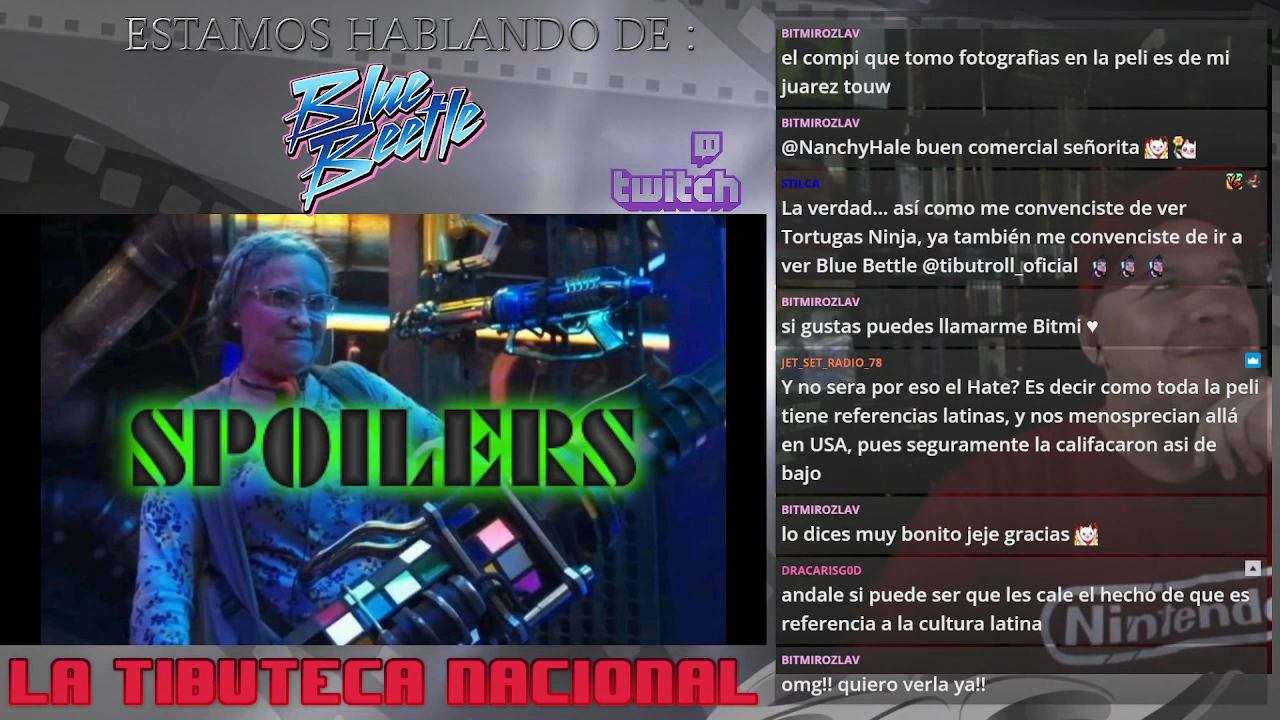 ESTAMOS HABLANDO DE :
Blue
Beetle
twitch
SPOILERS
LA TIBUTECA NACIONAL
BITMIROZLAV
el compi que tomo fotografias en la peli es de mi
juarez touw
BITMIROZLAV
@NanchyHale buen comercial señorita
STILCA
La verdad... así como me convenciste de ver
Tortugas Ninja, ya también me convenciste de ir a
ver Blue Bettle @tibutroll_oficial
BITMIROZLAV
si gustas puedes llamarme Bitmi ♥
JET_SET_RADIO_78
Y no sera por eso el Hate? Es decir como toda la peli
tiene referencias latinas, y nos menosprecian allá
en USA, pues seguramente la califacaron asi de
bajo
BITMIROZLAV
lo dices muy bonito jeje gracias
DRACARISG0D
andale si puede ser que les cale el hecho de que es
referencia a la cultura latina
Nintendo
BITMIROZLAV
omg!! quiero verla ya!!